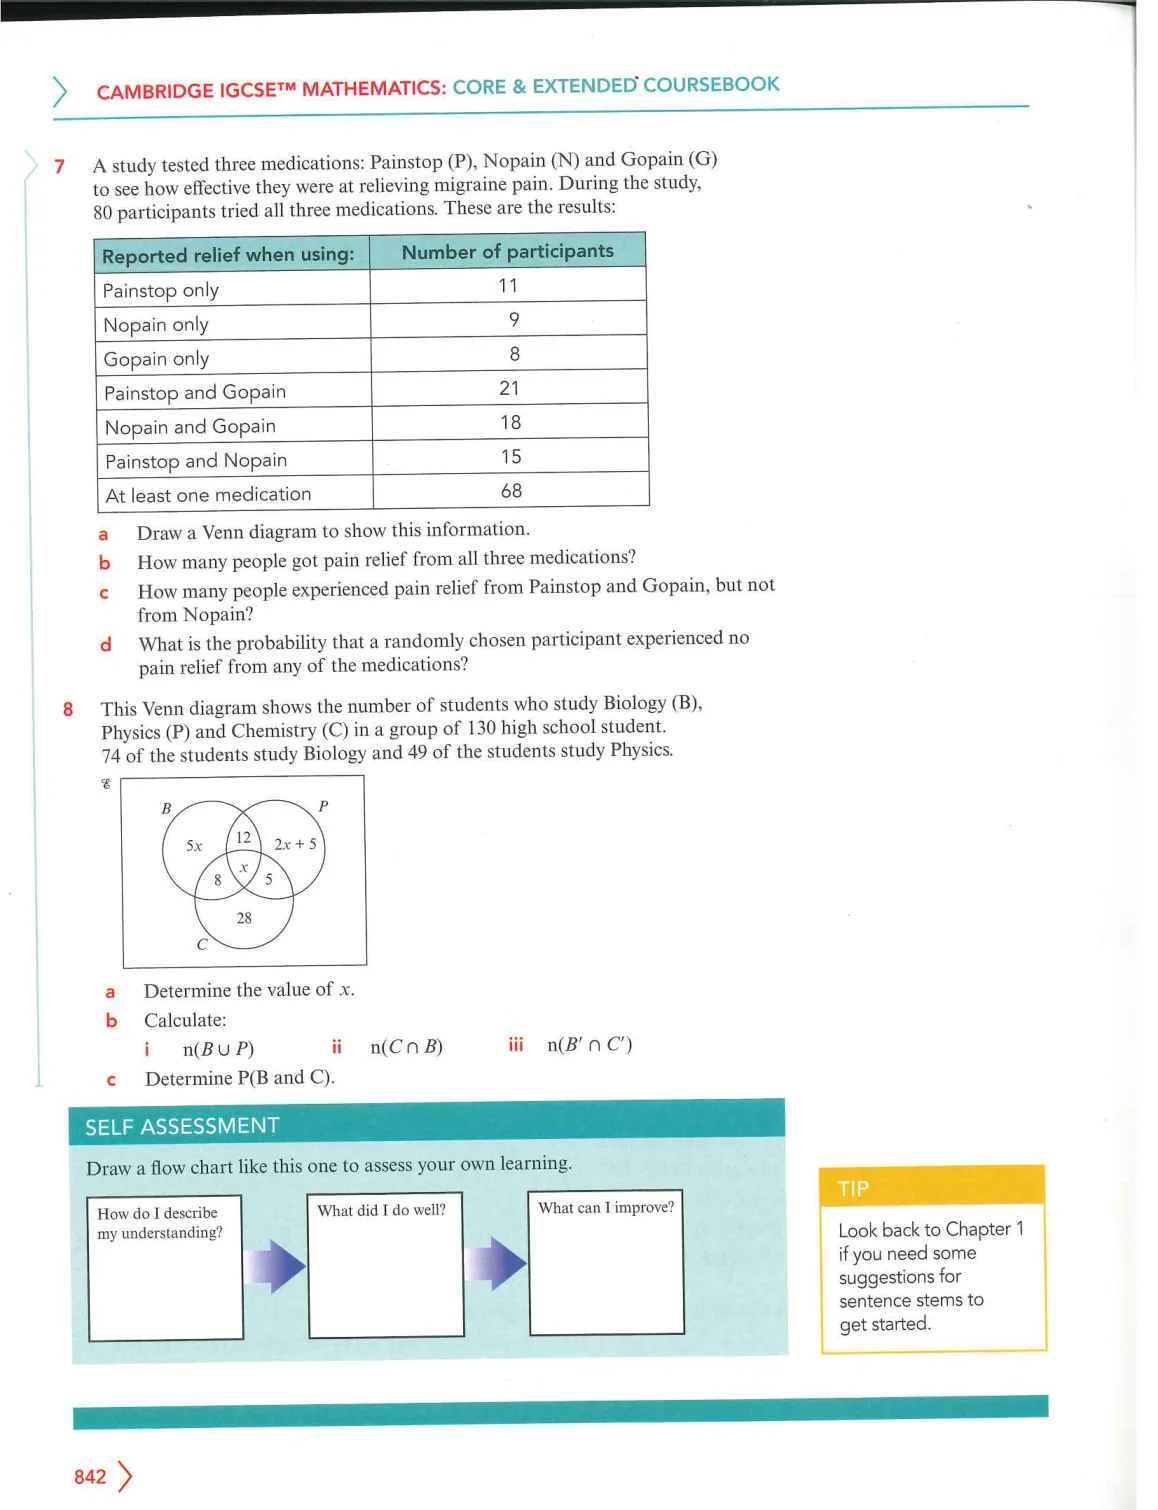 CAMBRIDGE IGCSE™ MATHEMATICS: CORE & EXTENDED COURSEBOOK
7 A study tested three medications: Painstop (P), Nopain (N) and Gopain (G)
to see how effective they were at relieving migraine pain. During the study,
80 participants tried all three medications. These are the results:
Reported relief when using: Number of participants
Painstop only 11
Nopain only 9
Gopain only 8
Painstop and Gopain 21
Nopain and Gopain 18
Painstop and Nopain 15
At least one medication 68
a Draw a Venn diagram to show this information.
b How many people got pain relief from all three medications?
c How many people experienced pain relief from Painstop and Gopain, but not
from Nopain?
d What is the probability that a randomly chosen participant experienced no
pain relief from any of the medications?
8 This Venn diagram shows the number of students who study Biology (B),
Physics (P) and Chemistry (C) in a group of 130 high school student.
74 of the students study Biology and 49 of the students study Physics.
ℰ
B P
5x 12 2x + 5
x
8 5
28
C
a Determine the value of x.
b Calculate:
i n(B ∪ P) ii n(C ∩ B) iii n(B′ ∩ C′)
c Determine P(B and C).
SELF ASSESSMENT
Draw a flow chart like this one to assess your own learning.
How do I describe
my understanding?
What did I do well?
What can I improve?
TIP
Look back to Chapter 1
if you need some
suggestions for
sentence stems to
get started.
842